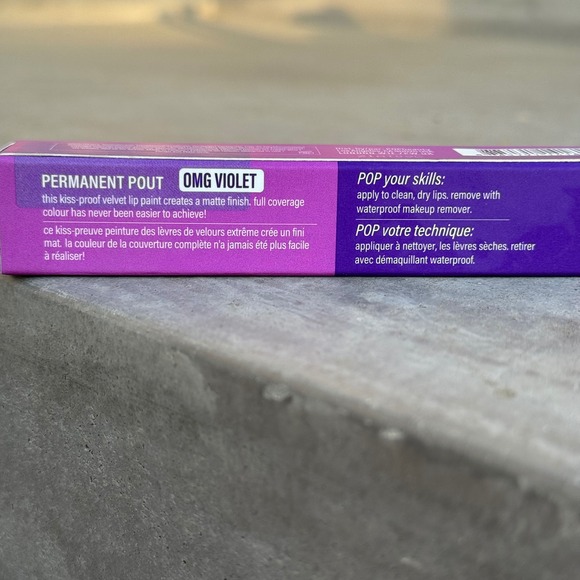 PERMANENT POUT OMG VIOLET
this kiss-proof velvet lip paint creates a matte finish. full coverage
colour has never been easier to achieve!
ce kiss-preuve peinture des lèvres de velours extrême crée un fini
mat. la couleur de la couverture complète n'a jamais été plus facile
à réaliser!
POP your skills:
apply to clean, dry lips. remove with
waterproof makeup remover.
POP votre technique:
appliquer à nettoyer, les lèvres sèches. retirer
avec démaquillant waterproof.